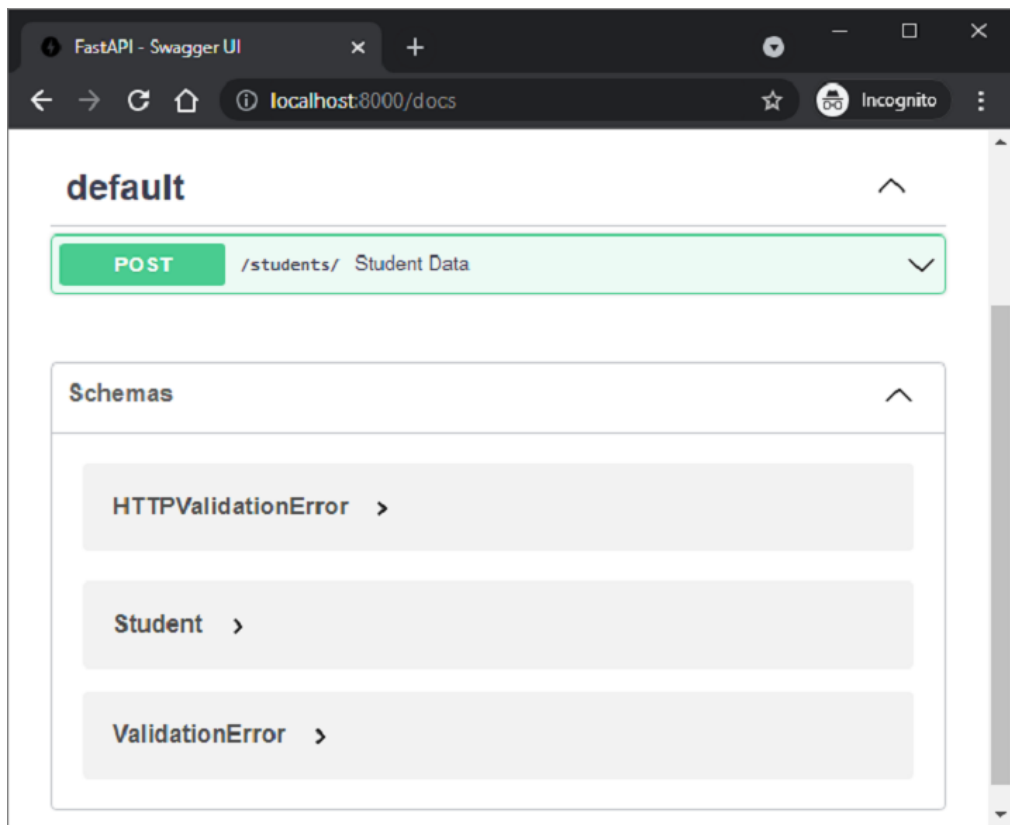 FastAPI - Swagger UI
localhost:8000/docs
Incognito
default
POST /students/ Student Data
Schemas
HTTPValidationError
Student
ValidationError